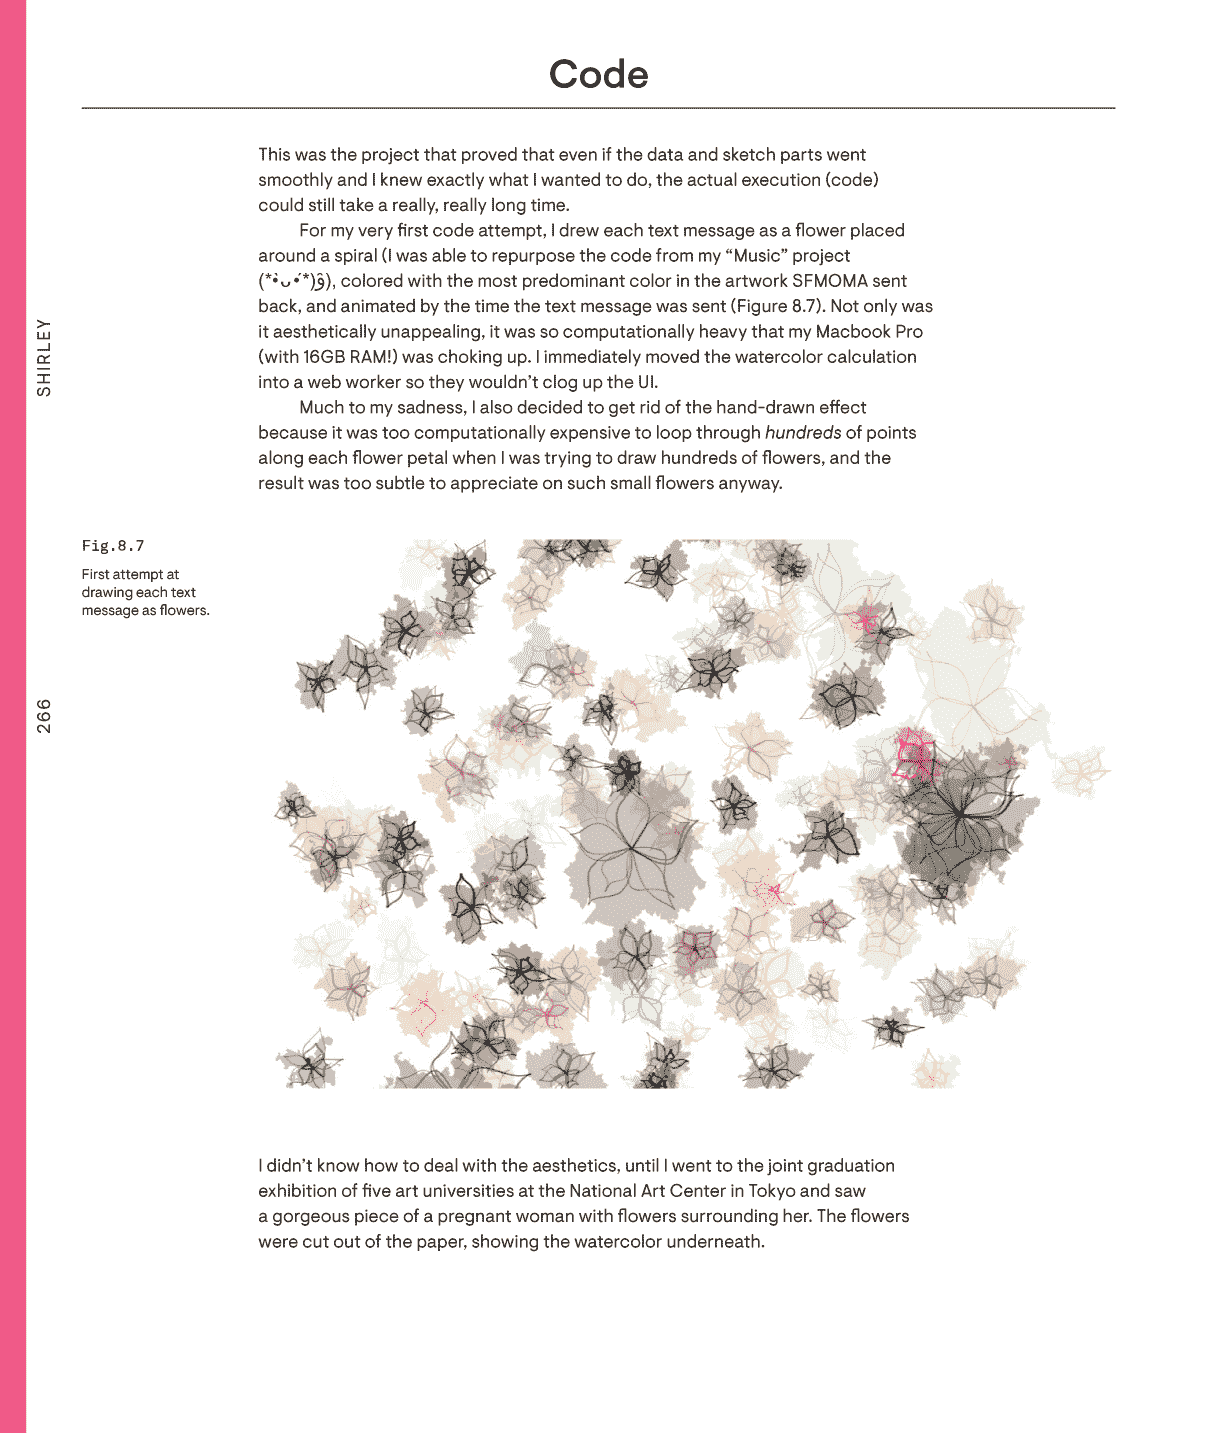 Code
This was the project that proved that even if the data and sketch parts went
smoothly and I knew exactly what I wanted to do, the actual execution (code)
could still take a really, really long time.
For my very first code attempt, I drew each text message as a flower placed
around a spiral (I was able to repurpose the code from my “Music” project
(*•̀ᴗ•́*)و ̑̑), colored with the most predominant color in the artwork SFMOMA sent
back, and animated by the time the text message was sent (Figure 8.7). Not only was
it aesthetically unappealing, it was so computationally heavy that my Macbook Pro
(with 16GB RAM!) was choking up. I immediately moved the watercolor calculation
into a web worker so they wouldn’t clog up the UI.
Much to my sadness, I also decided to get rid of the hand-drawn effect
because it was too computationally expensive to loop through hundreds of points
along each flower petal when I was trying to draw hundreds of flowers, and the
result was too subtle to appreciate on such small flowers anyway.
SHIRLEY
266
Fig.8.7
First attempt at
drawing each text
message as flowers.
I didn’t know how to deal with the aesthetics, until I went to the joint graduation
exhibition of five art universities at the National Art Center in Tokyo and saw
a gorgeous piece of a pregnant woman with flowers surrounding her. The flowers
were cut out of the paper, showing the watercolor underneath.